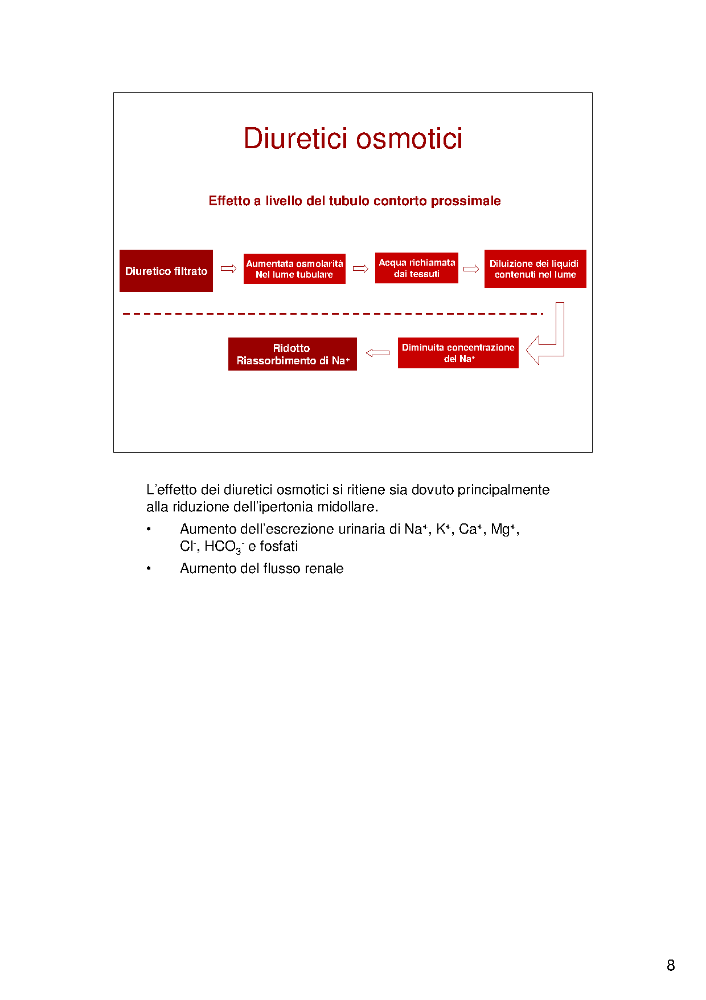 Diuretici osmotici
Effetto a livello del tubulo contorto prossimale
Diuretico filtrato
Aumentata osmolarità
Nel lume tubulare
Acqua richiamata
dai tessuti
Diluizione dei liquidi
contenuti nel lume
Diminuita concentrazione
del Na⁺
Ridotto
Riassorbimento di Na⁺
L’effetto dei diuretici osmotici si ritiene sia dovuto principalmente
alla riduzione dell’ipertonia midollare.
• Aumento dell’escrezione urinaria di Na⁺, K⁺, Ca⁺, Mg⁺,
Cl⁻, HCO₃⁻ e fosfati
• Aumento del flusso renale
8